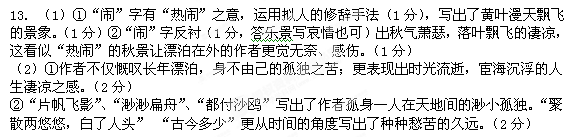 13. （1）①“闹”字有“热闹”之意，运用拟人的修辞手法（1分），写出了黄叶漫天飘飞
的景象。（1分）②“闹”字反衬（1分，答乐景写哀情也可）出秋气萧瑟，落叶飘飞的凄凉，
这看似“热闹”的秋景让漂泊在外的作者更觉无奈、感伤。（1分）
（2）①作者不仅慨叹长年漂泊，身不由己的孤独之苦；更表现出时光流逝，宦海沉浮的人
生凄凉之感。（2分）
②“片帆飞影”、“渺渺扁舟”、“都付沙鸥”写出了作者孤身一人在天地间的渺小孤独。“聚
散两悠悠，白了人头” “古今多少”更从时间的角度写出了种种愁苦的久远。（2分）